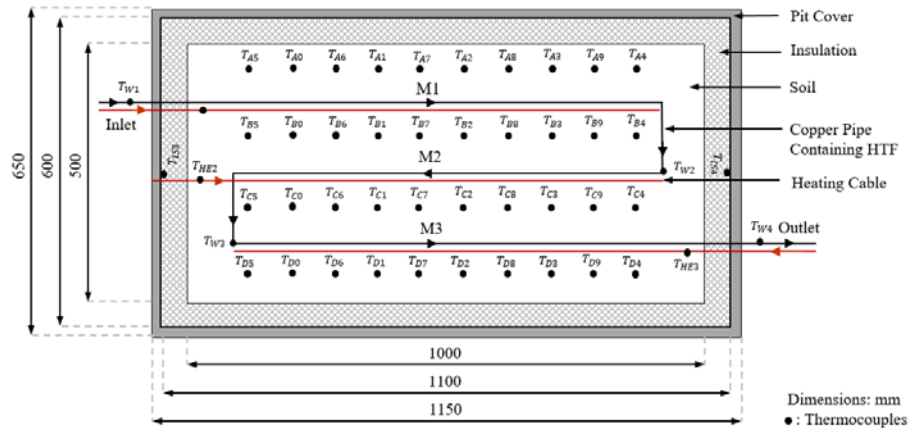 Pit Cover
T_A5 T_A0 T_A6 T_A1 T_A7 T_A2 T_A8 T_A3 T_A9 T_A4
Insulation
T_W1
M1
Soil
Inlet
T_B5 T_B0 T_B6 T_B1 T_B7 T_B2 T_B8 T_B3 T_B9 T_B4
Copper Pipe
Containing HTF
T_HE2
M2
T_W2
Heating Cable
T_C5 T_C0 T_C6 T_C1 T_C7 T_C2 T_C8 T_C3 T_C9 T_C4
T_W3
M3
T_W4 Outlet
T_D5 T_D0 T_D6 T_D1 T_D7 T_D2 T_D8 T_D3 T_D9 T_D4
T_HE3
650
600
500
1000
1100
1150
Dimensions: mm
: Thermocouples